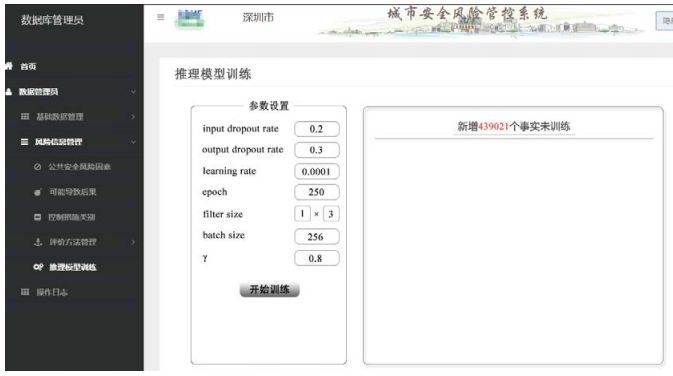 数据库管理员
深圳市
城市安全风险管控系统
首页
数据管理员
基础数据管理
风险信息管理
公共安全风险因素
可能导致后果
控制措施类别
评价方法管理
推理模型训练
操作日志
推理模型训练
参数设置
input dropout rate 0.2
output dropout rate 0.3
learning rate 0.0001
epoch 250
filter size 1 × 3
batch size 256
γ 0.8
开始训练
新增439021个事实未训练